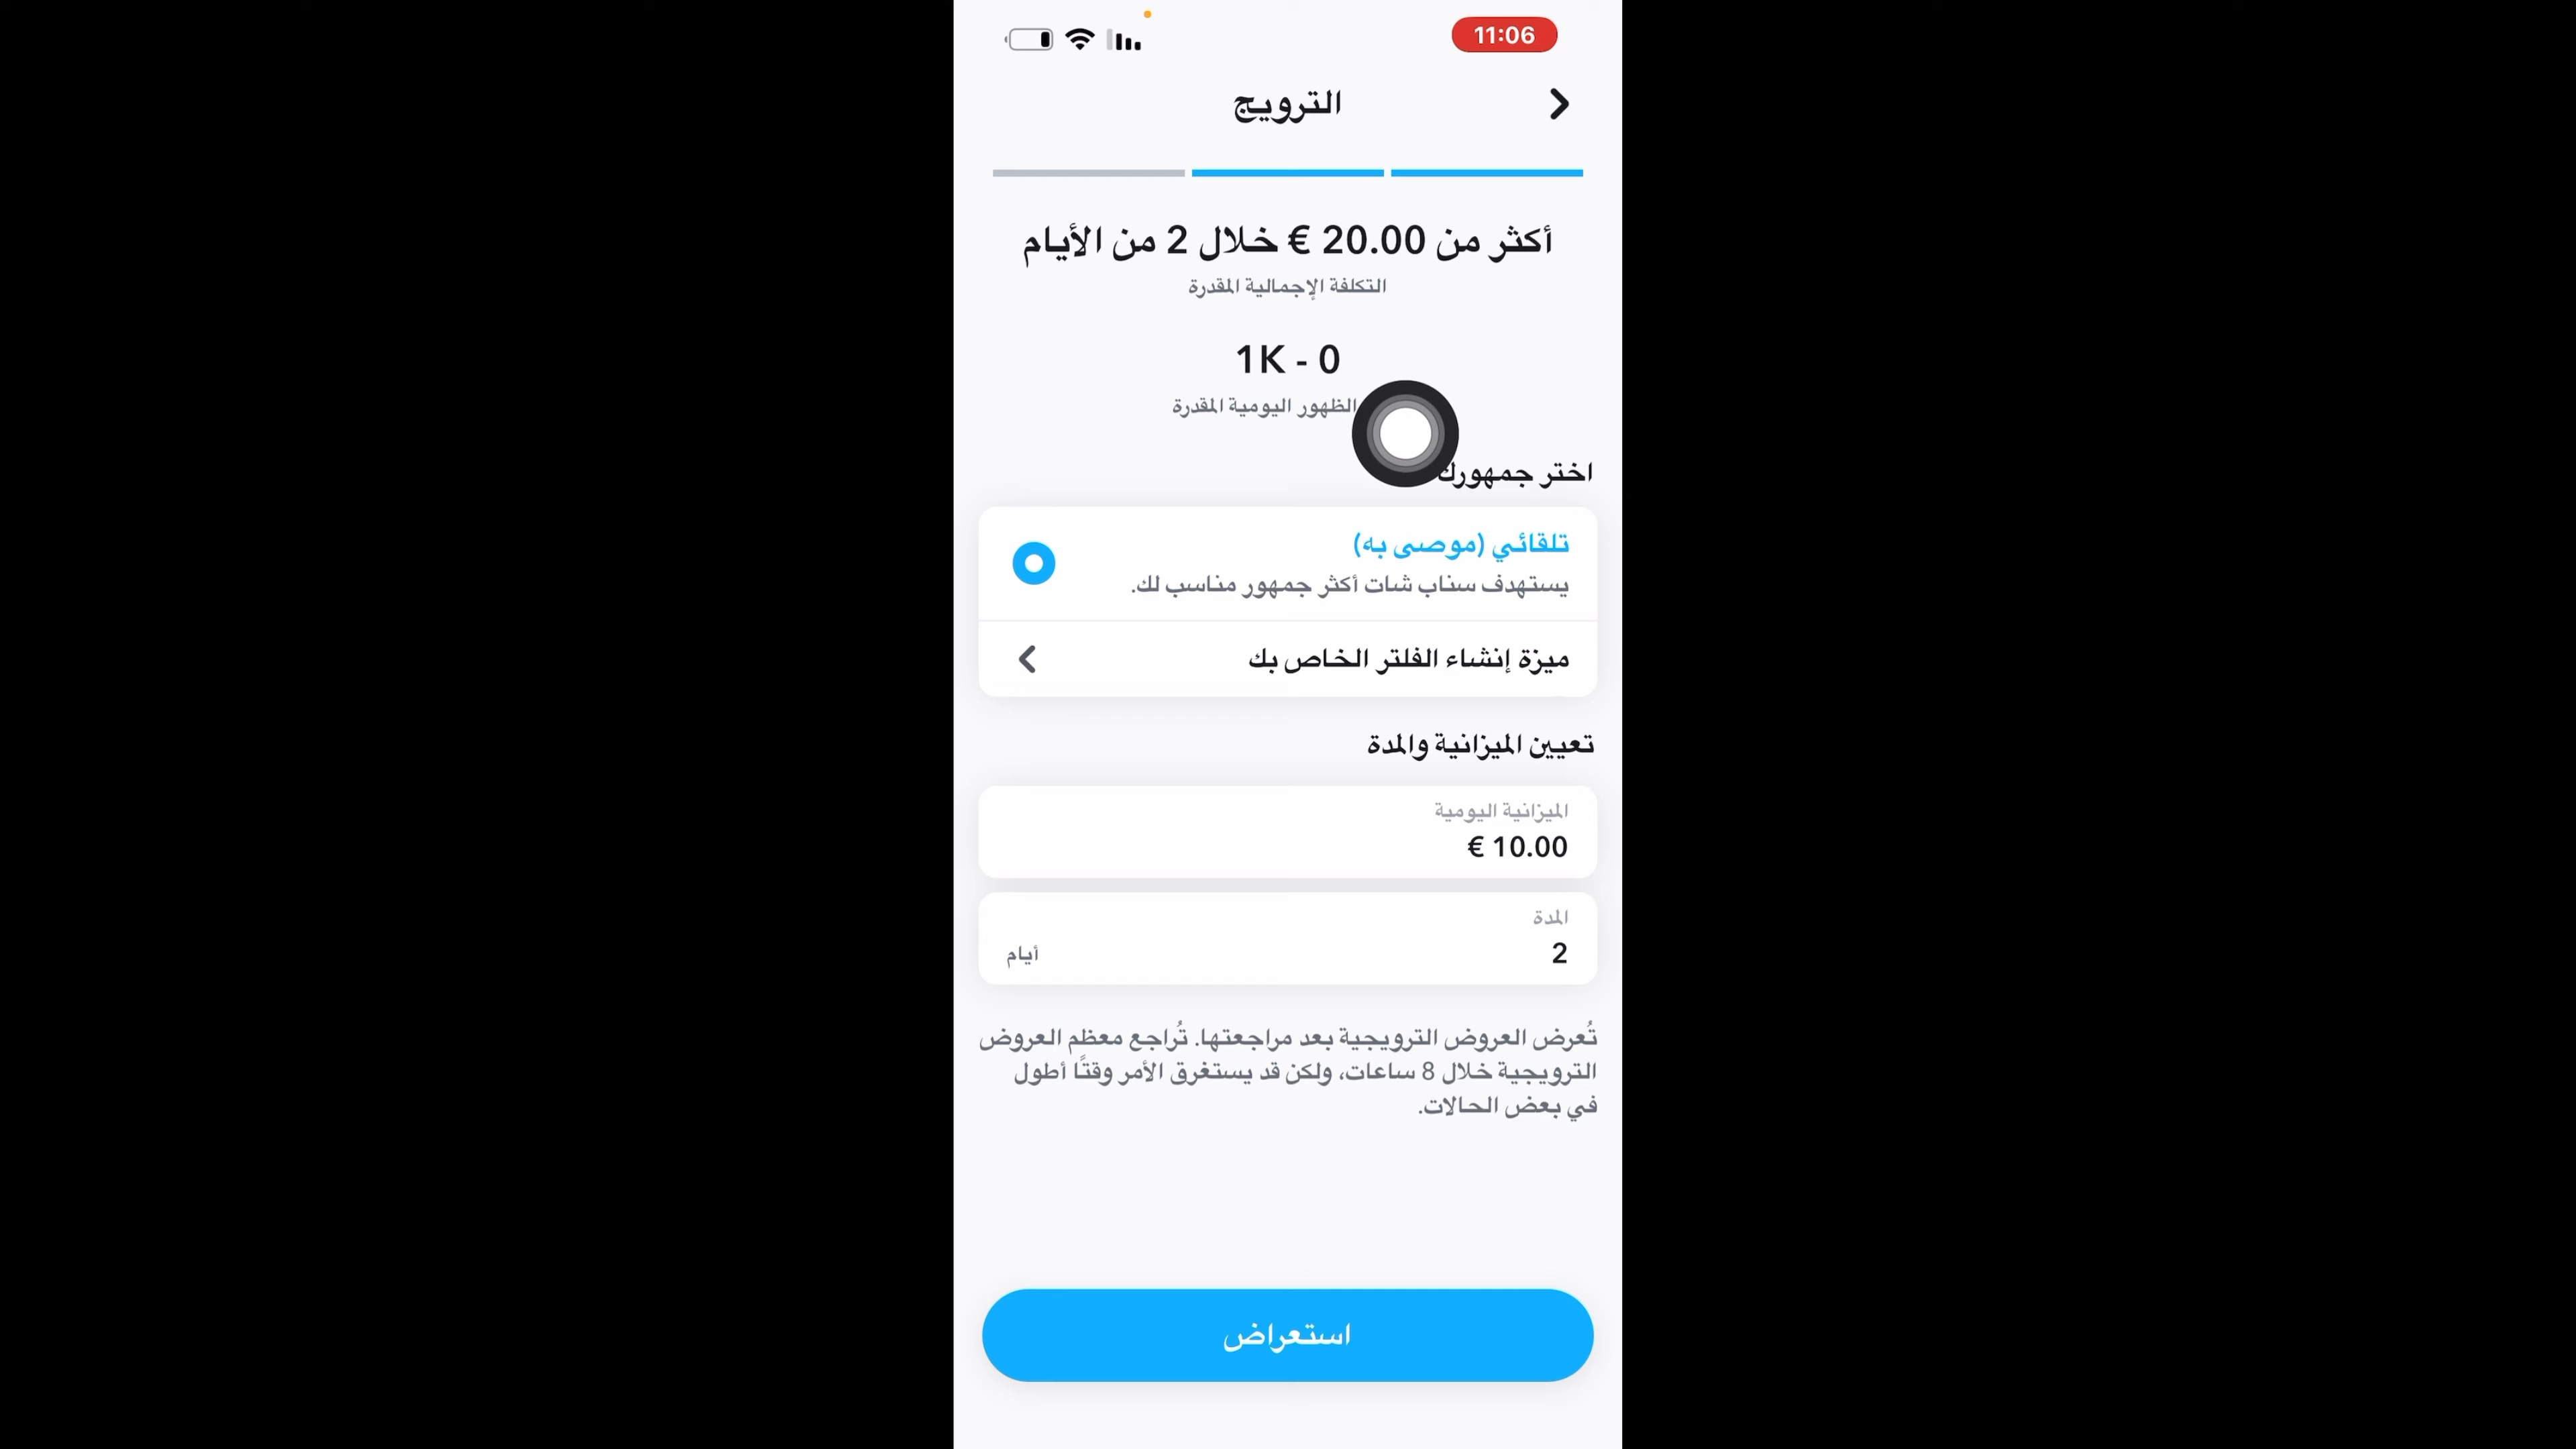 11:06
الترويج
أكثر من 20.00 € خلال 2 من الأيام
التكلفة الإجمالية المقدرة
1K - 0
الظهور اليومية المقدرة
اختر جمهورك
تلقائي (موصى به)
يستهدف سناب شات أكثر جمهور مناسب لك.
ميزة إنشاء الفلتر الخاص بك
تعيين الميزانية والمدة
الميزانية اليومية
10.00 €
المدة
2
أيام
تُعرض العروض الترويجية بعد مراجعتها. تُراجع معظم العروض
الترويجية خلال 8 ساعات، ولكن قد يستغرق الأمر وقتًا أطول
في بعض الحالات.
استعراض